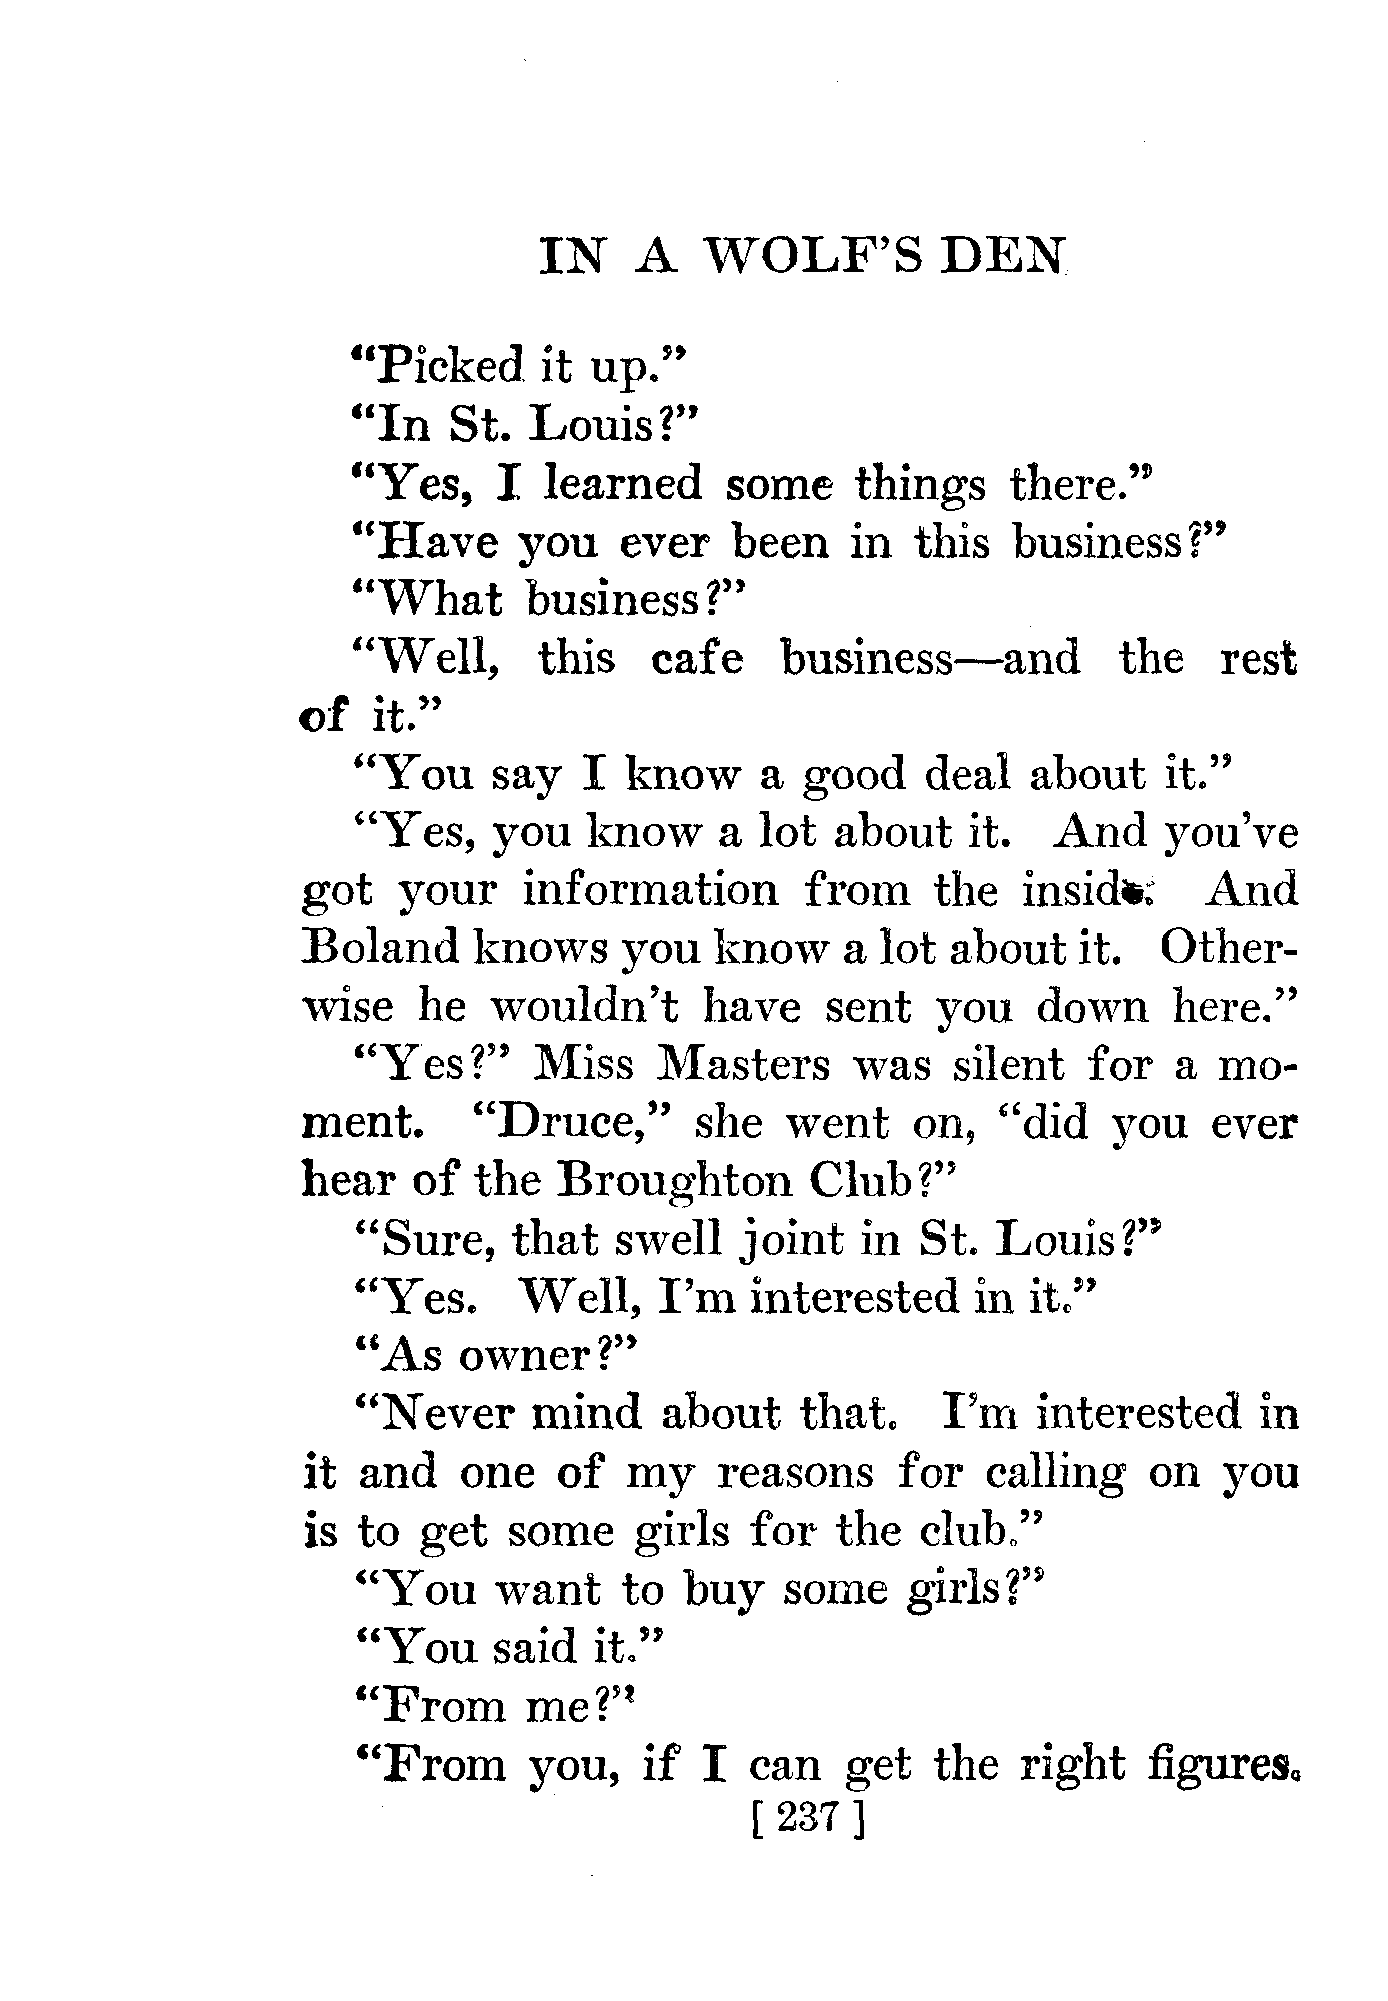 IN A WOLF'S DEN
“Picked it up.”
“In St. Louis?”
“Yes, I learned some things there.”
“Have you ever been in this business?”
“What business?”
“Well, this cafe business—and the rest
of it.”
“You say I know a good deal about it.”
“Yes, you know a lot about it. And you've
got your information from the inside. And
Boland knows you know a lot about it. Other-
wise he wouldn't have sent you down here.”
“Yes?” Miss Masters was silent for a mo-
ment. “Druce,” she went on, “did you ever
hear of the Broughton Club?”
“Sure, that swell joint in St. Louis?”
“Yes. Well, I'm interested in it.”
“As owner?”
“Never mind about that. I'm interested in
it and one of my reasons for calling on you
is to get some girls for the club.”
“You want to buy some girls?”
“You said it.”
“From me?”
“From you, if I can get the right figures.
[ 237 ]